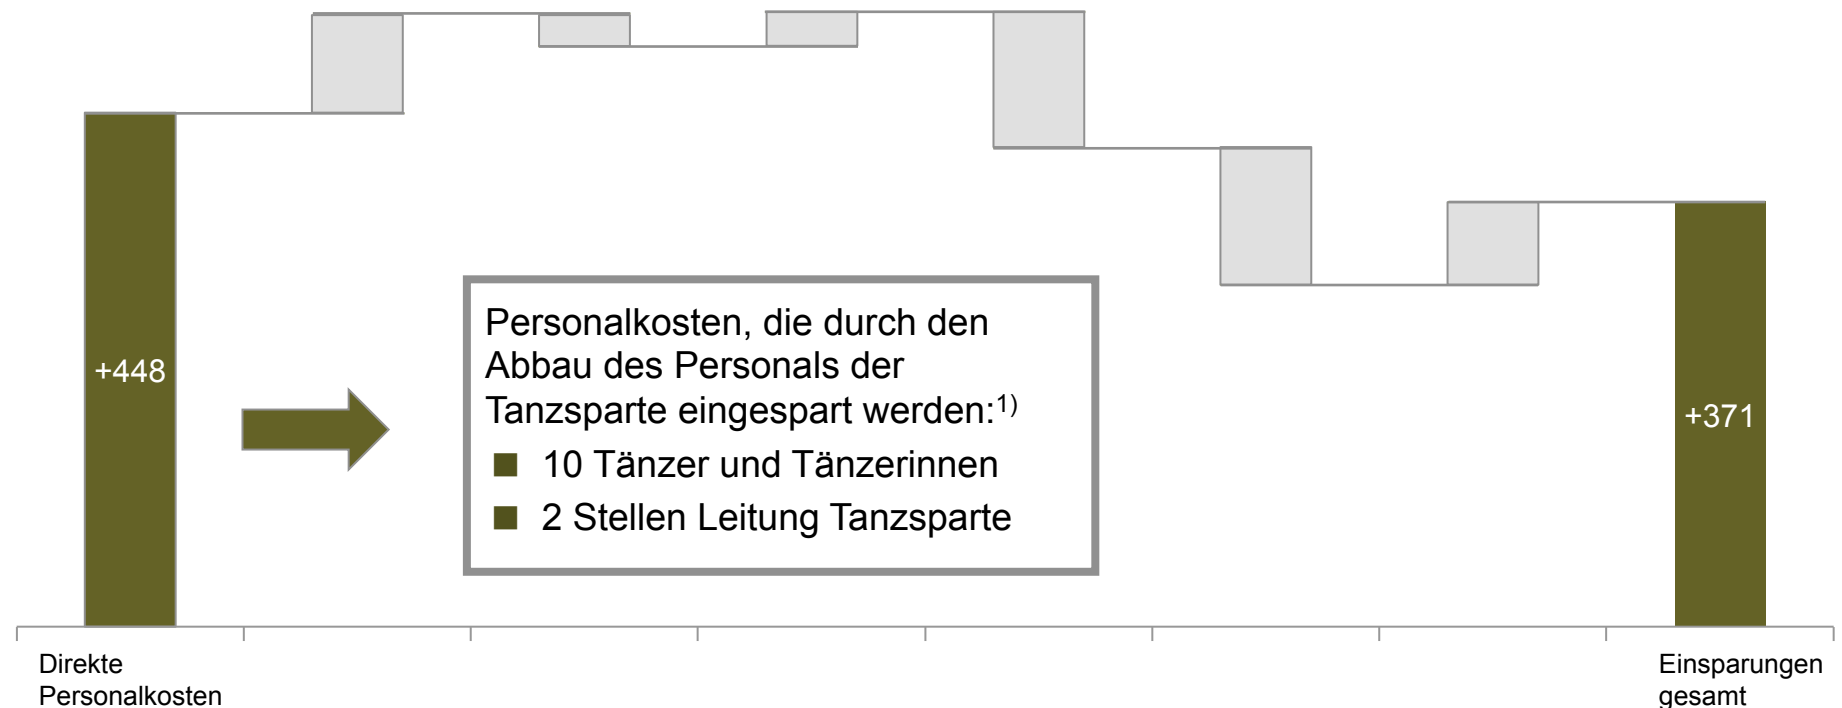 +448
Personalkosten, die durch den
Abbau des Personals der
Tanzsparte eingespart werden:1)
■ 10 Tänzer und Tänzerinnen
■ 2 Stellen Leitung Tanzsparte
+371
Direkte
Personalkosten
Einsparungen
gesamt